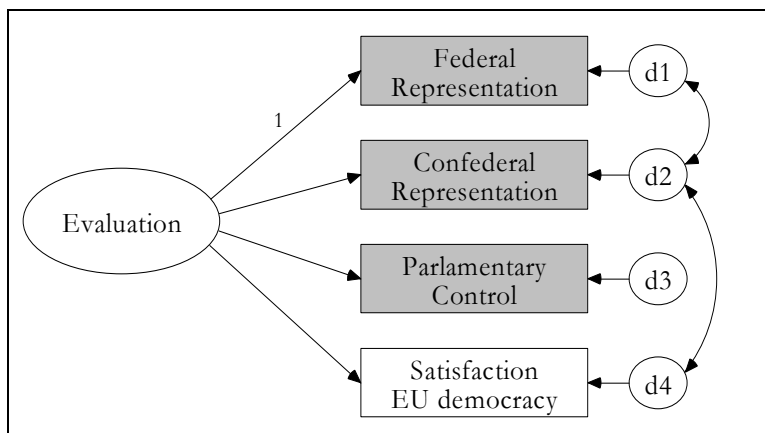 Federal
Representation
d1
1
Confederal
Representation
d2
Evaluation
Parlamentary
Control
d3
Satisfaction
EU democracy
d4